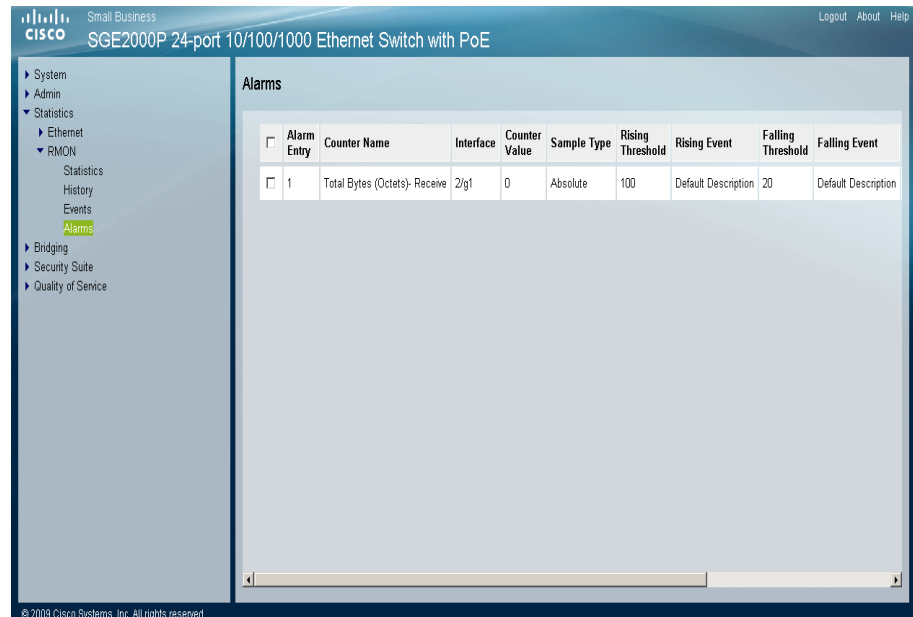 Small Business
Logout About Help
CISCO
SGE2000P 24-port 10/100/1000 Ethernet Switch with PoE
System
Admin
Statistics
Ethernet
RMON
Statistics
History
Events
Alarms
Bridging
Security Suite
Quality of Service
Alarms
Alarm Entry Counter Name Interface Counter Value Sample Type Rising Threshold Rising Event Falling Threshold Falling Event
1 Total Bytes (Octets)- Receive 2/g1 0 Absolute 100 Default Description 20 Default Description
© 2009 Cisco Systems, Inc. All rights reserved.